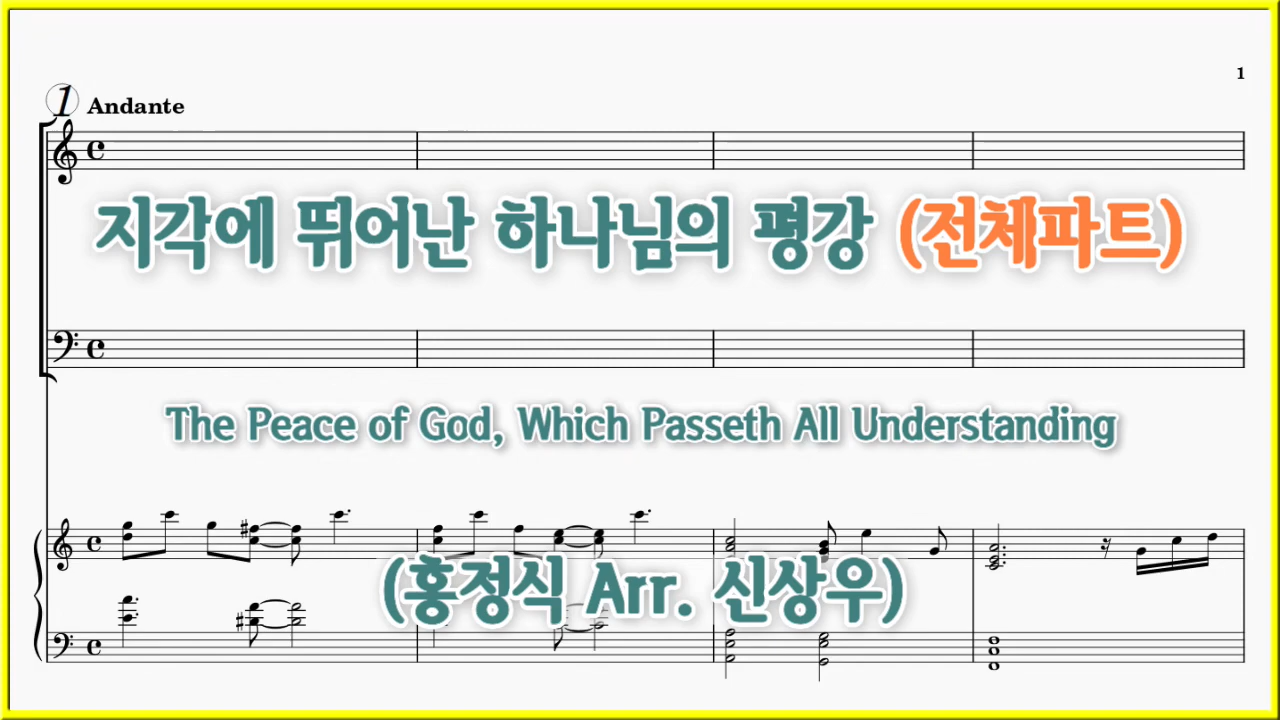 1
1
Andante
지각에 뛰어난 하나님의 평강 (전체파트)
The Peace of God, Which Passeth All Understanding
(홍정식 Arr. 신상우)